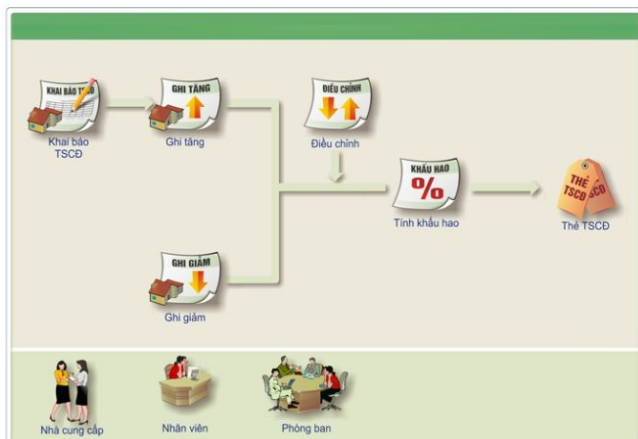 KHAI BÁO TSCĐ
GHI TĂNG
ĐIỀU CHỈNH
Khai báo
TSCĐ
Ghi tăng
Điều chỉnh
KHẤU HAO
%
THẺ
TSCĐ
Tính khấu hao
Thẻ TSCĐ
GHI GIẢM
Ghi giảm
Nhà cung cấp
Nhân viên
Phòng ban